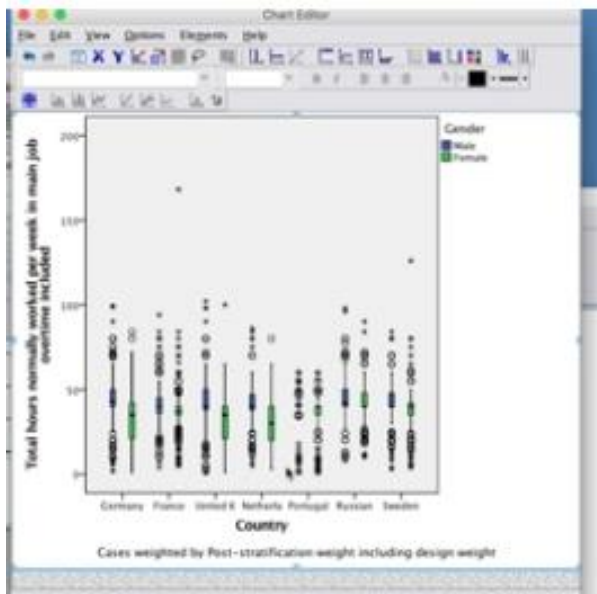 Chart Editor
File Edit View Options Elements Help
X Y
Total hours normally worked per week in main job
overtime included
200
150
100
50
0
Gender
Male
Female
Germany France United K Netherla Portugal Russian Sweden
Country
Cases weighted by Post-stratification weight including design weight